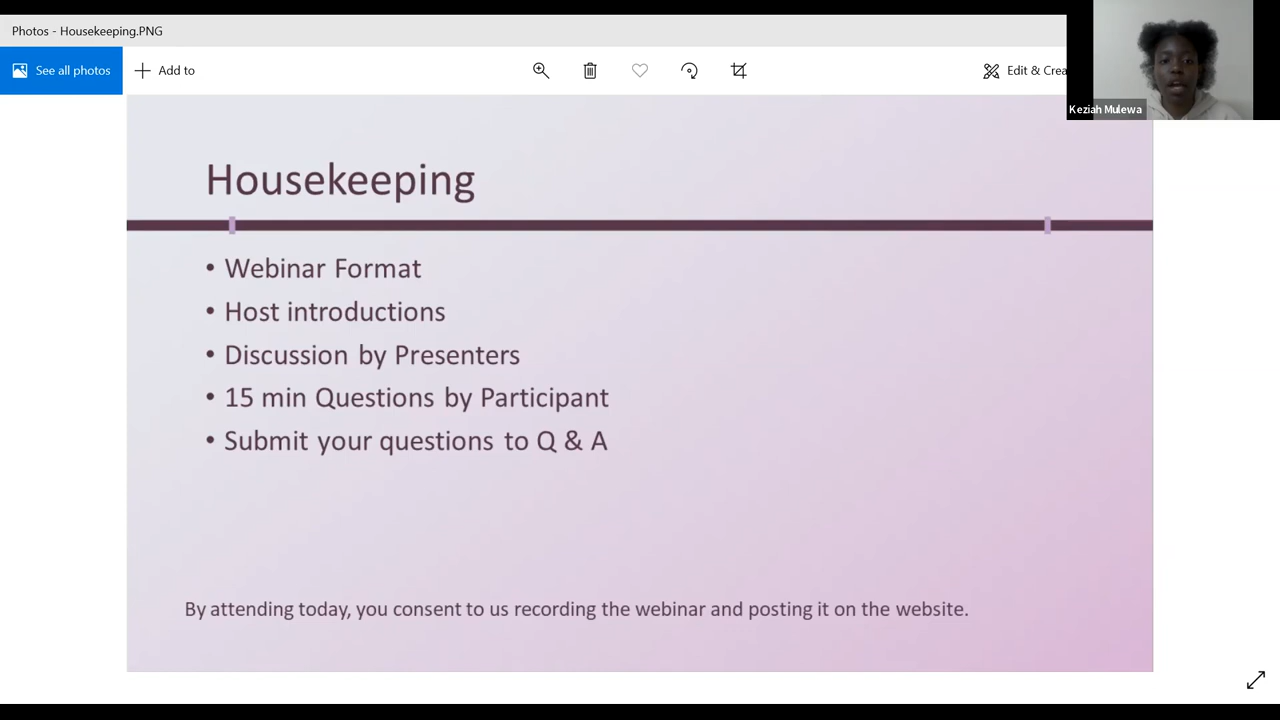 Photos - Housekeeping.PNG
See all photos
Add to
Edit & Crea
Keziah Mulewa
Housekeeping
• Webinar Format
• Host introductions
• Discussion by Presenters
• 15 min Questions by Participant
• Submit your questions to Q & A
By attending today, you consent to us recording the webinar and posting it on the website.